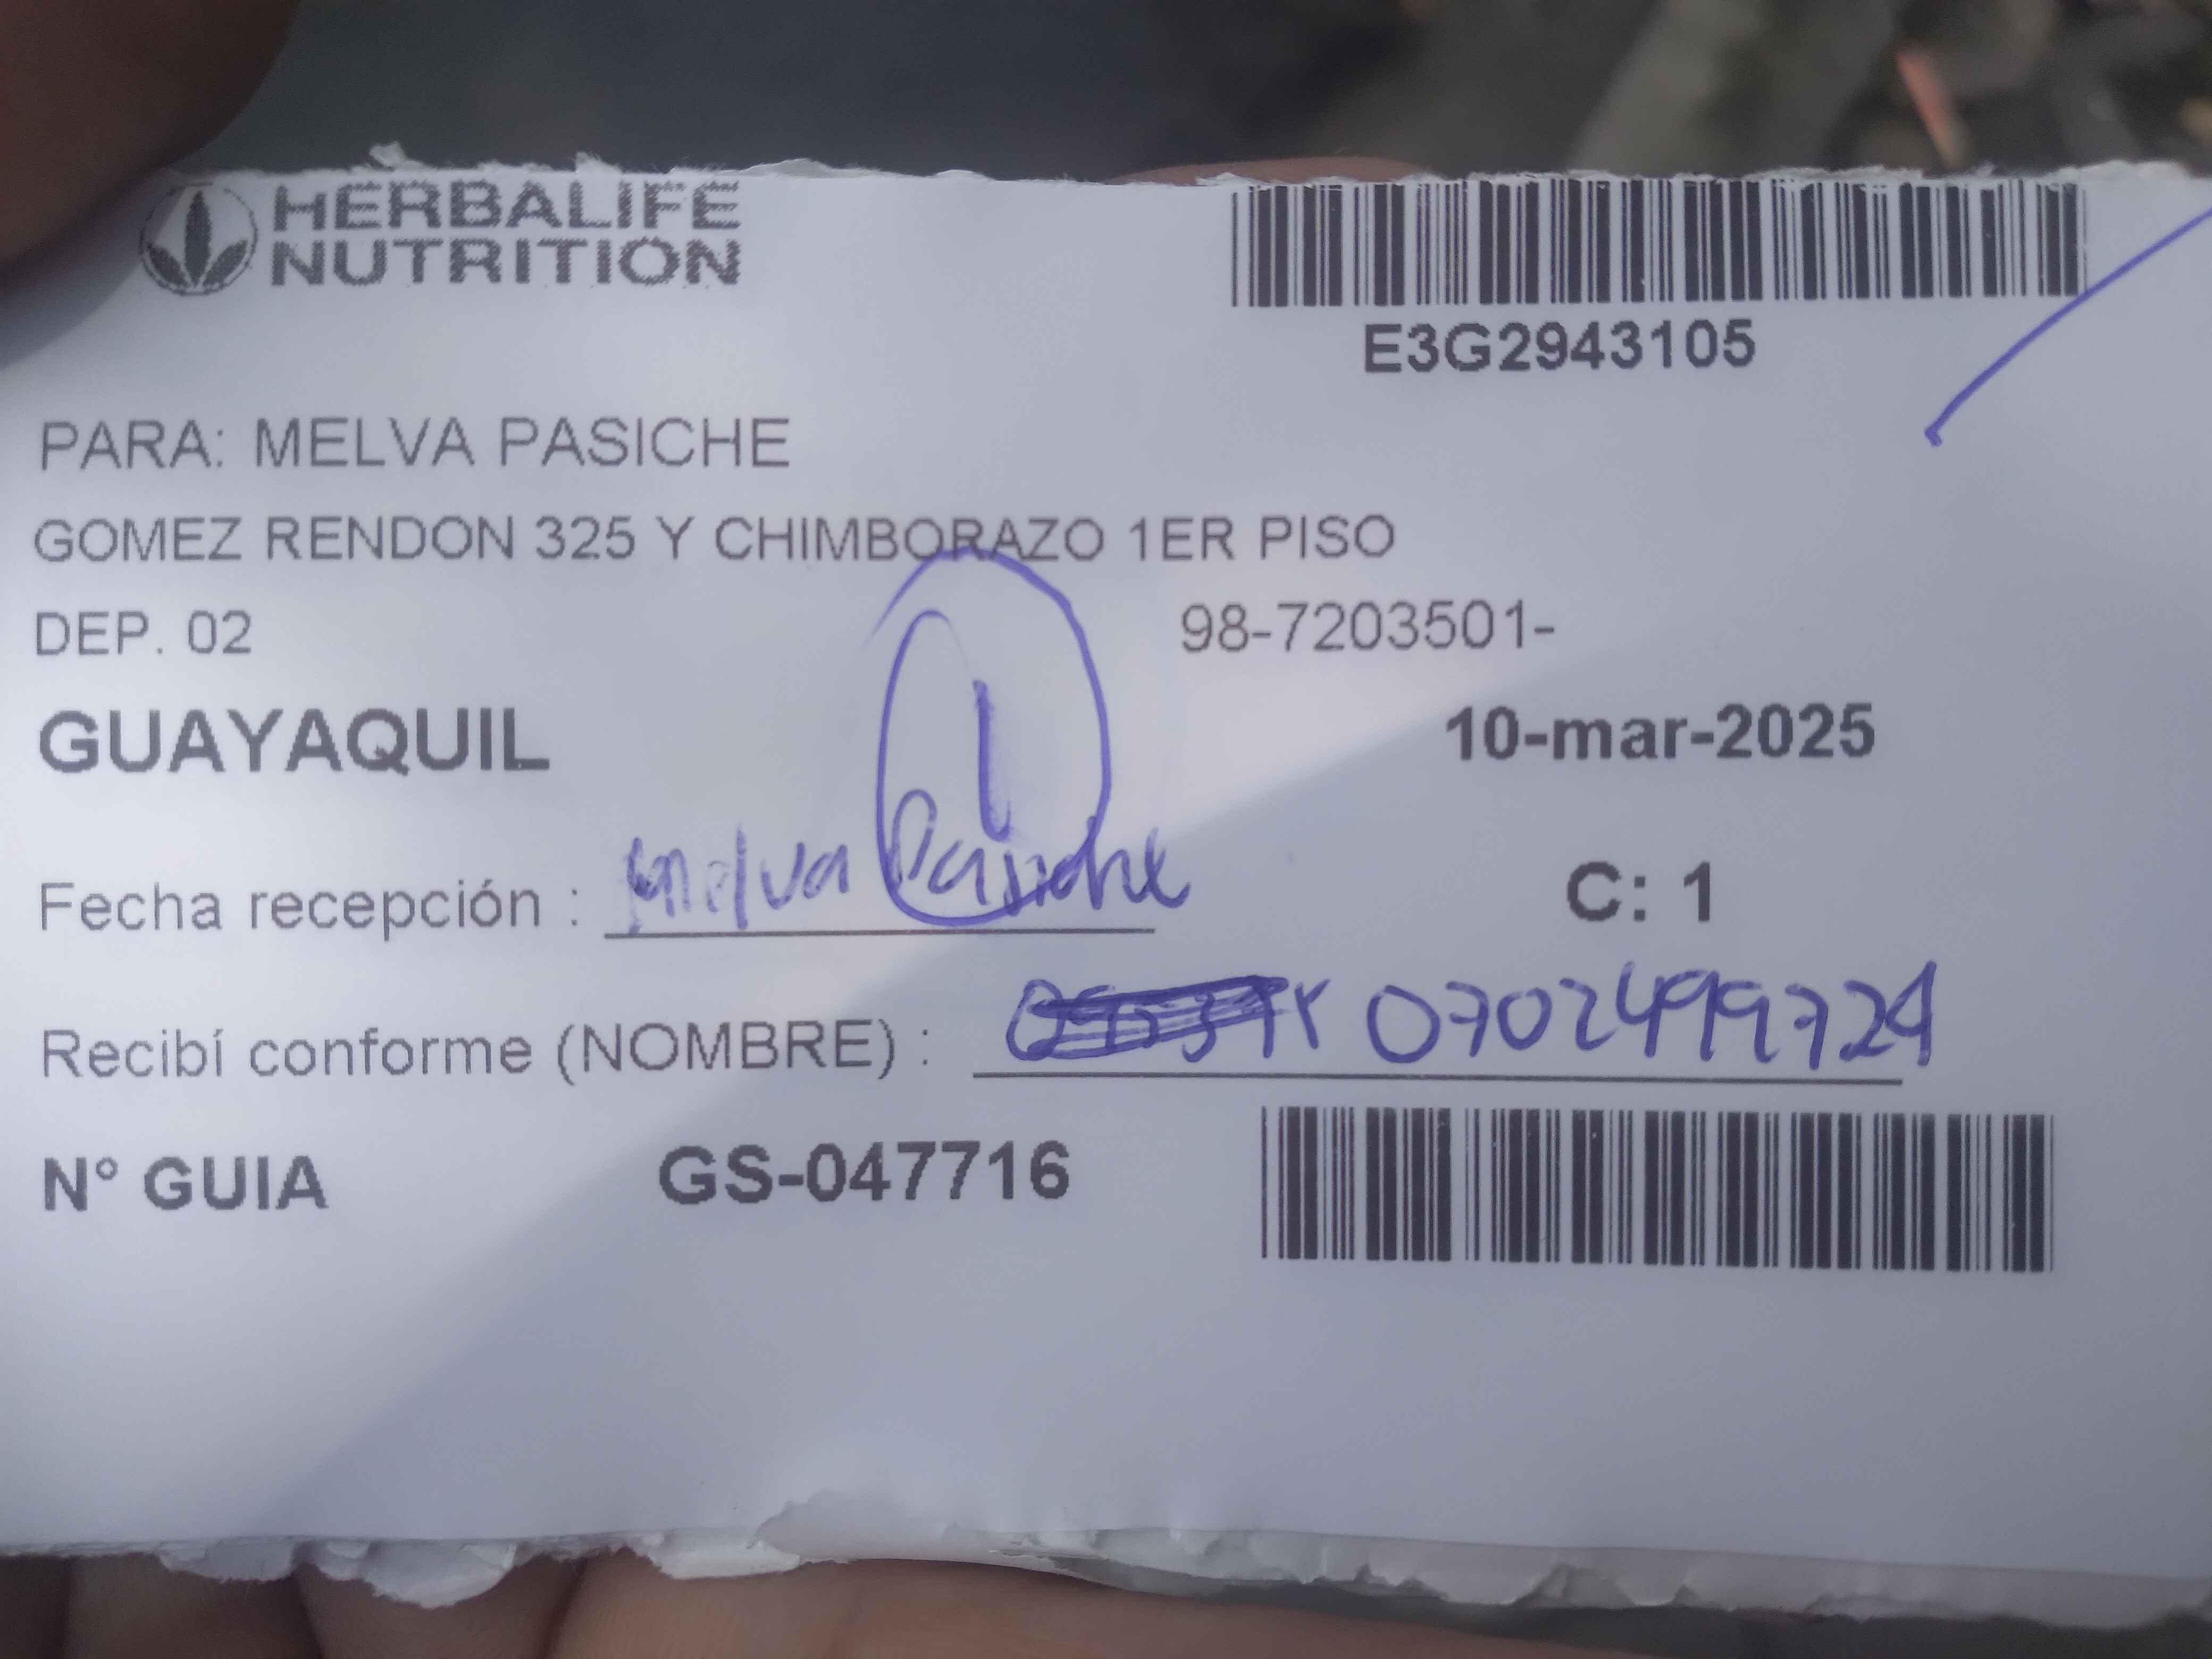 HERBALIFE
NUTRITION
E3G2943105
PARA: MELVA PASICHE
GOMEZ RENDON 325 Y CHIMBORAZO 1ER PISO
DEP. 02 98-7203501-
GUAYAQUIL 1 10-mar-2025
Fecha recepción : Melva Pasiche C: 1
Recibí conforme (NOMBRE) : 0702499724
N° GUIA GS-047716